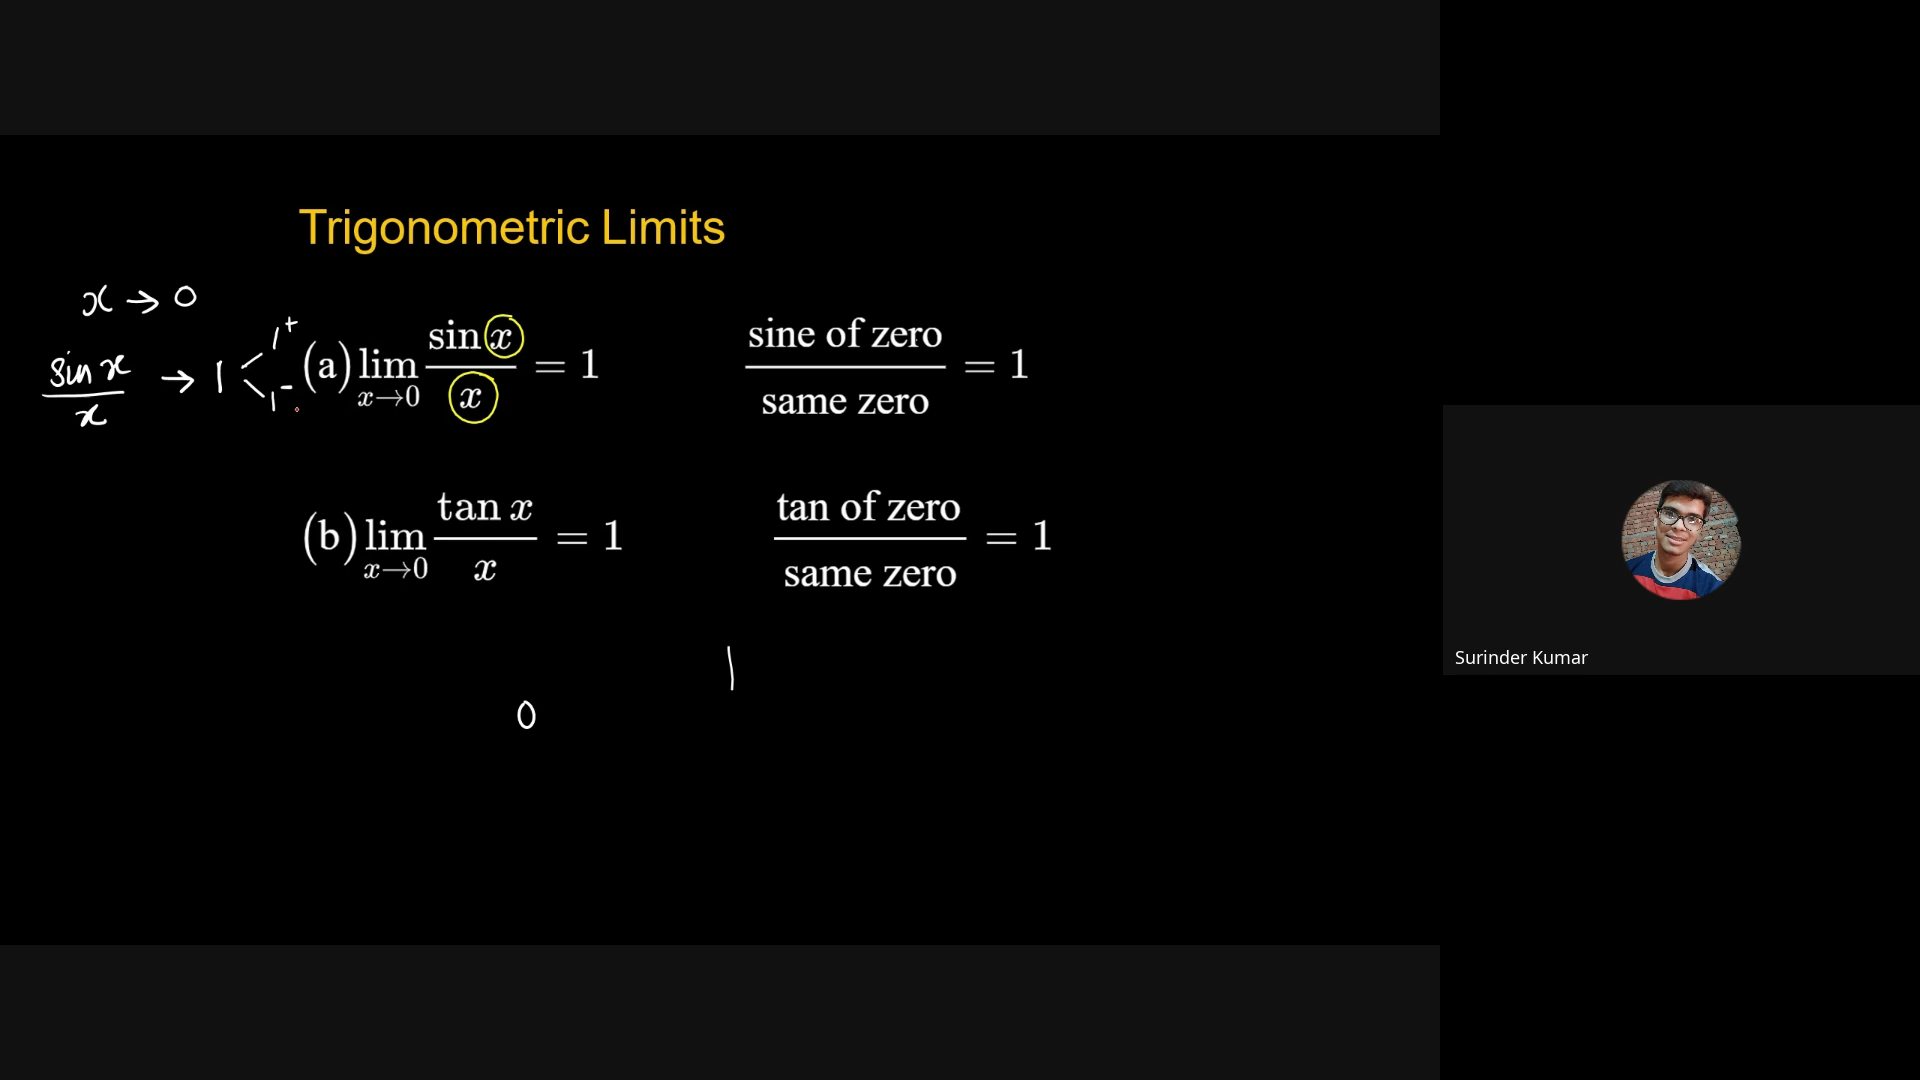 Trigonometric Limits
x → 0
sin x / x → 1 < 1⁺ 1⁻
(a) lim x→0 sin x / x = 1
sine of zero / same zero = 1
(b) lim x→0 tan x / x = 1
tan of zero / same zero = 1
|
0
Surinder Kumar